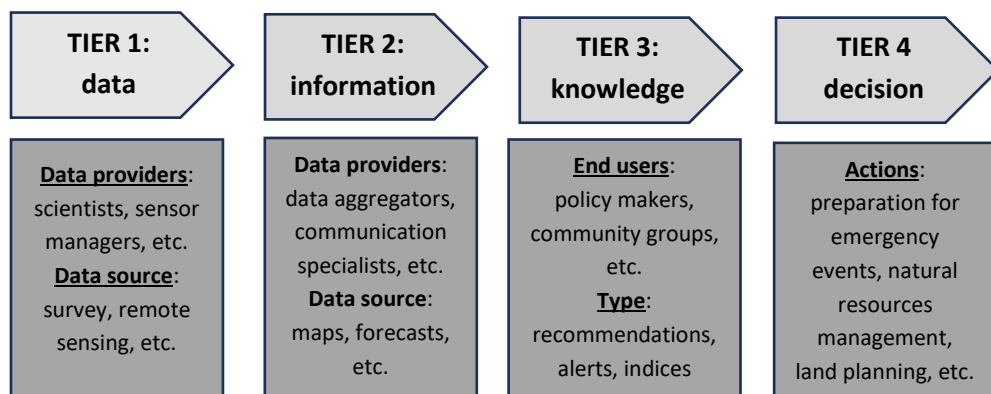 TIER 1:
data
TIER 2:
information
TIER 3:
knowledge
TIER 4
decision
Data providers:
scientists, sensor
managers, etc.
Data source:
survey, remote
sensing, etc.
Data providers:
data aggregators,
communication
specialists, etc.
Data source:
maps, forecasts,
etc.
End users:
policy makers,
community groups,
etc.
Type:
recommendations,
alerts, indices
Actions:
preparation for
emergency
events, natural
resources
management,
land planning, etc.